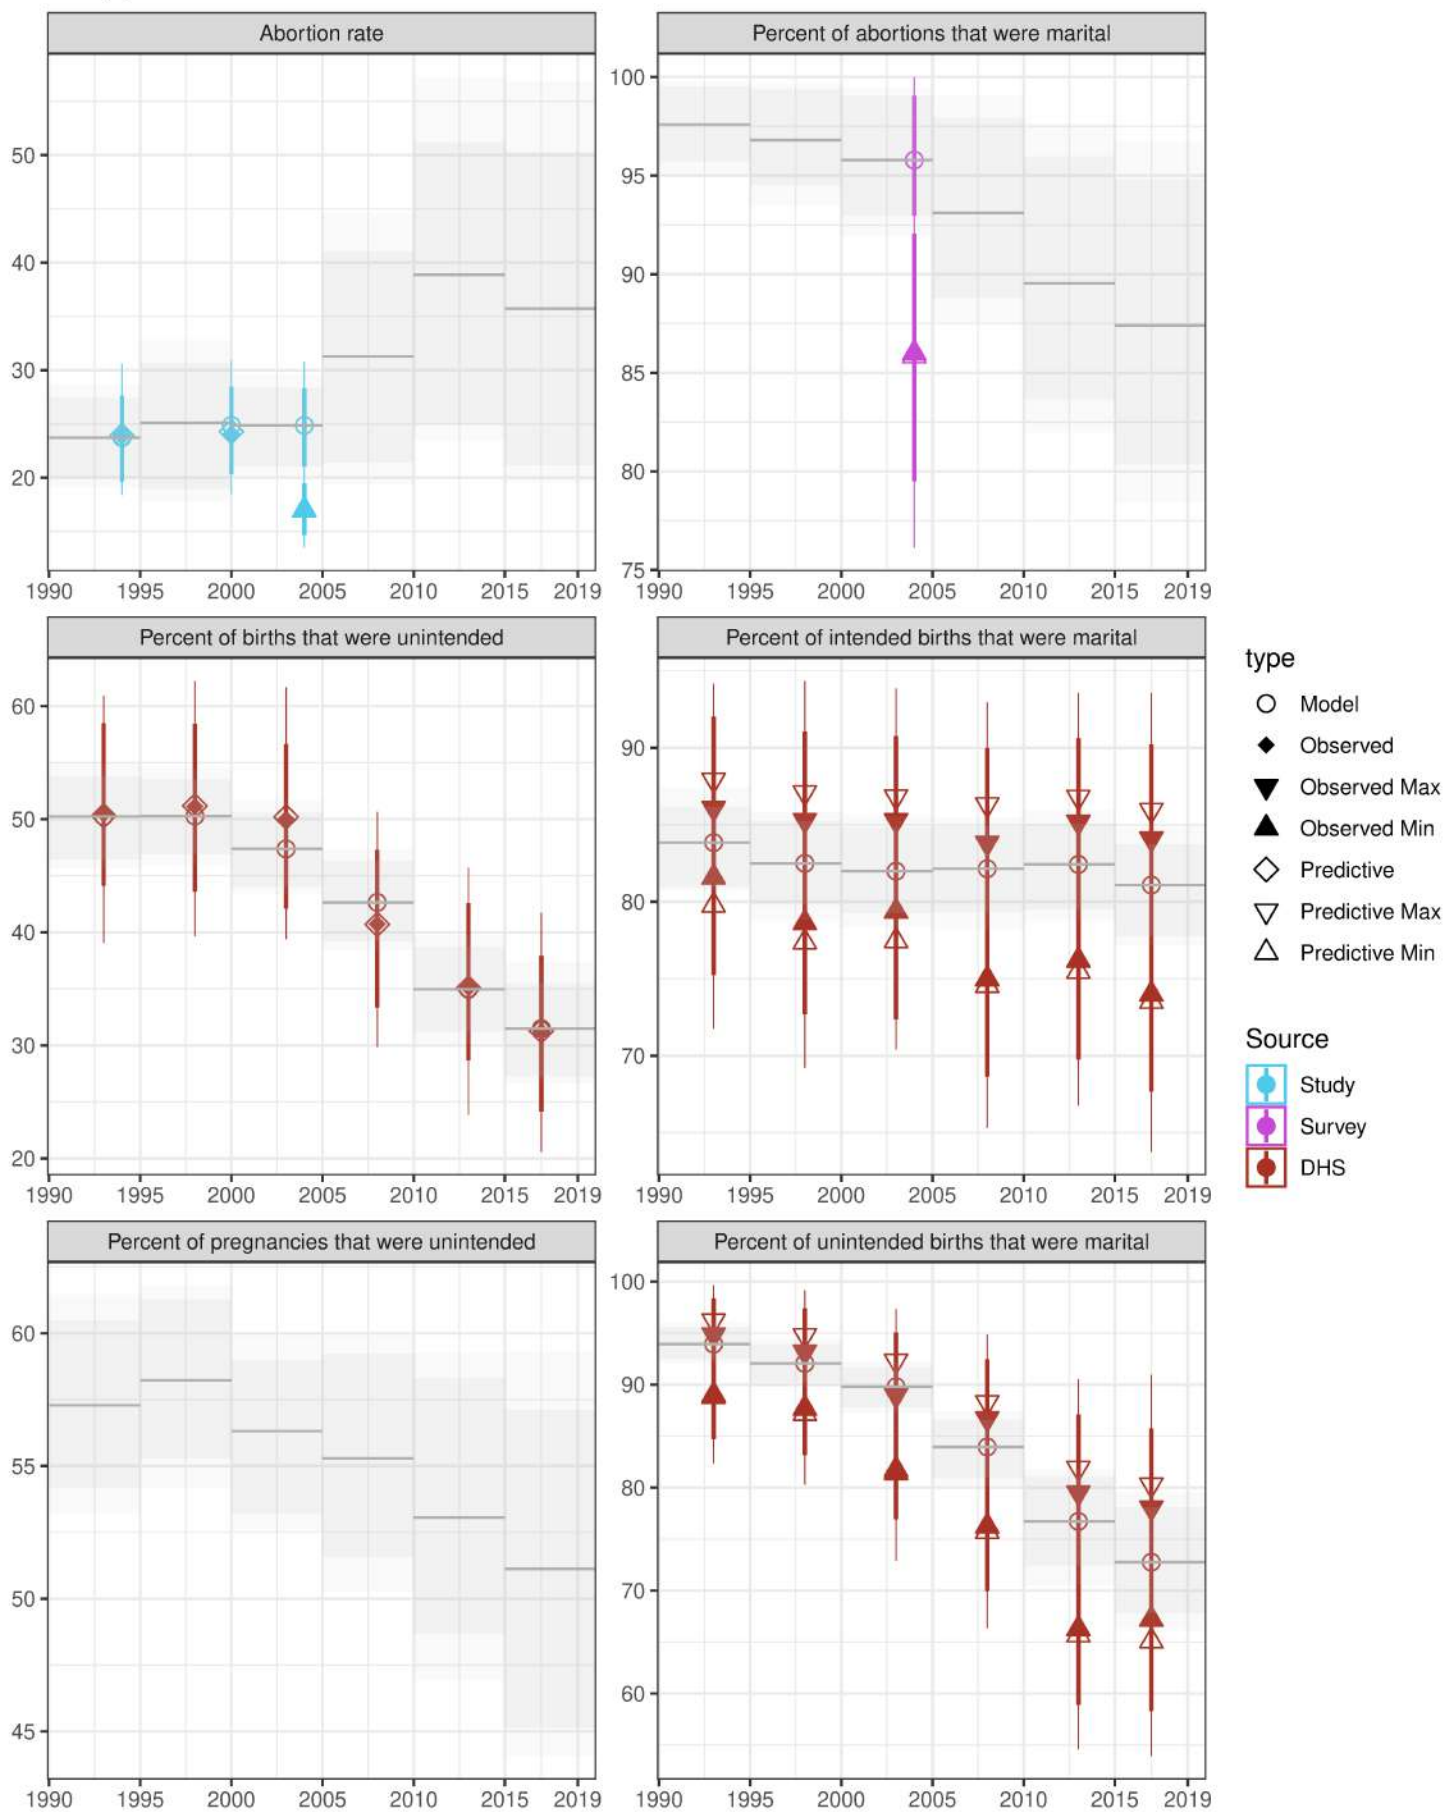 Abortion rate
Percent of abortions that were marital
50
40
30
20
1990 1995 2000 2005 2010 2015 2019
100
95
90
85
80
75
1990 1995 2000 2005 2010 2015 2019
Percent of births that were unintended
Percent of intended births that were marital
60
50
40
30
20
1990 1995 2000 2005 2010 2015 2019
90
80
70
1990 1995 2000 2005 2010 2015 2019
type
Model
Observed
Observed Max
Observed Min
Predictive
Predictive Max
Predictive Min
Source
Study
Survey
DHS
Percent of pregnancies that were unintended
Percent of unintended births that were marital
60
55
50
45
1990 1995 2000 2005 2010 2015 2019
100
90
80
70
60
1990 1995 2000 2005 2010 2015 2019